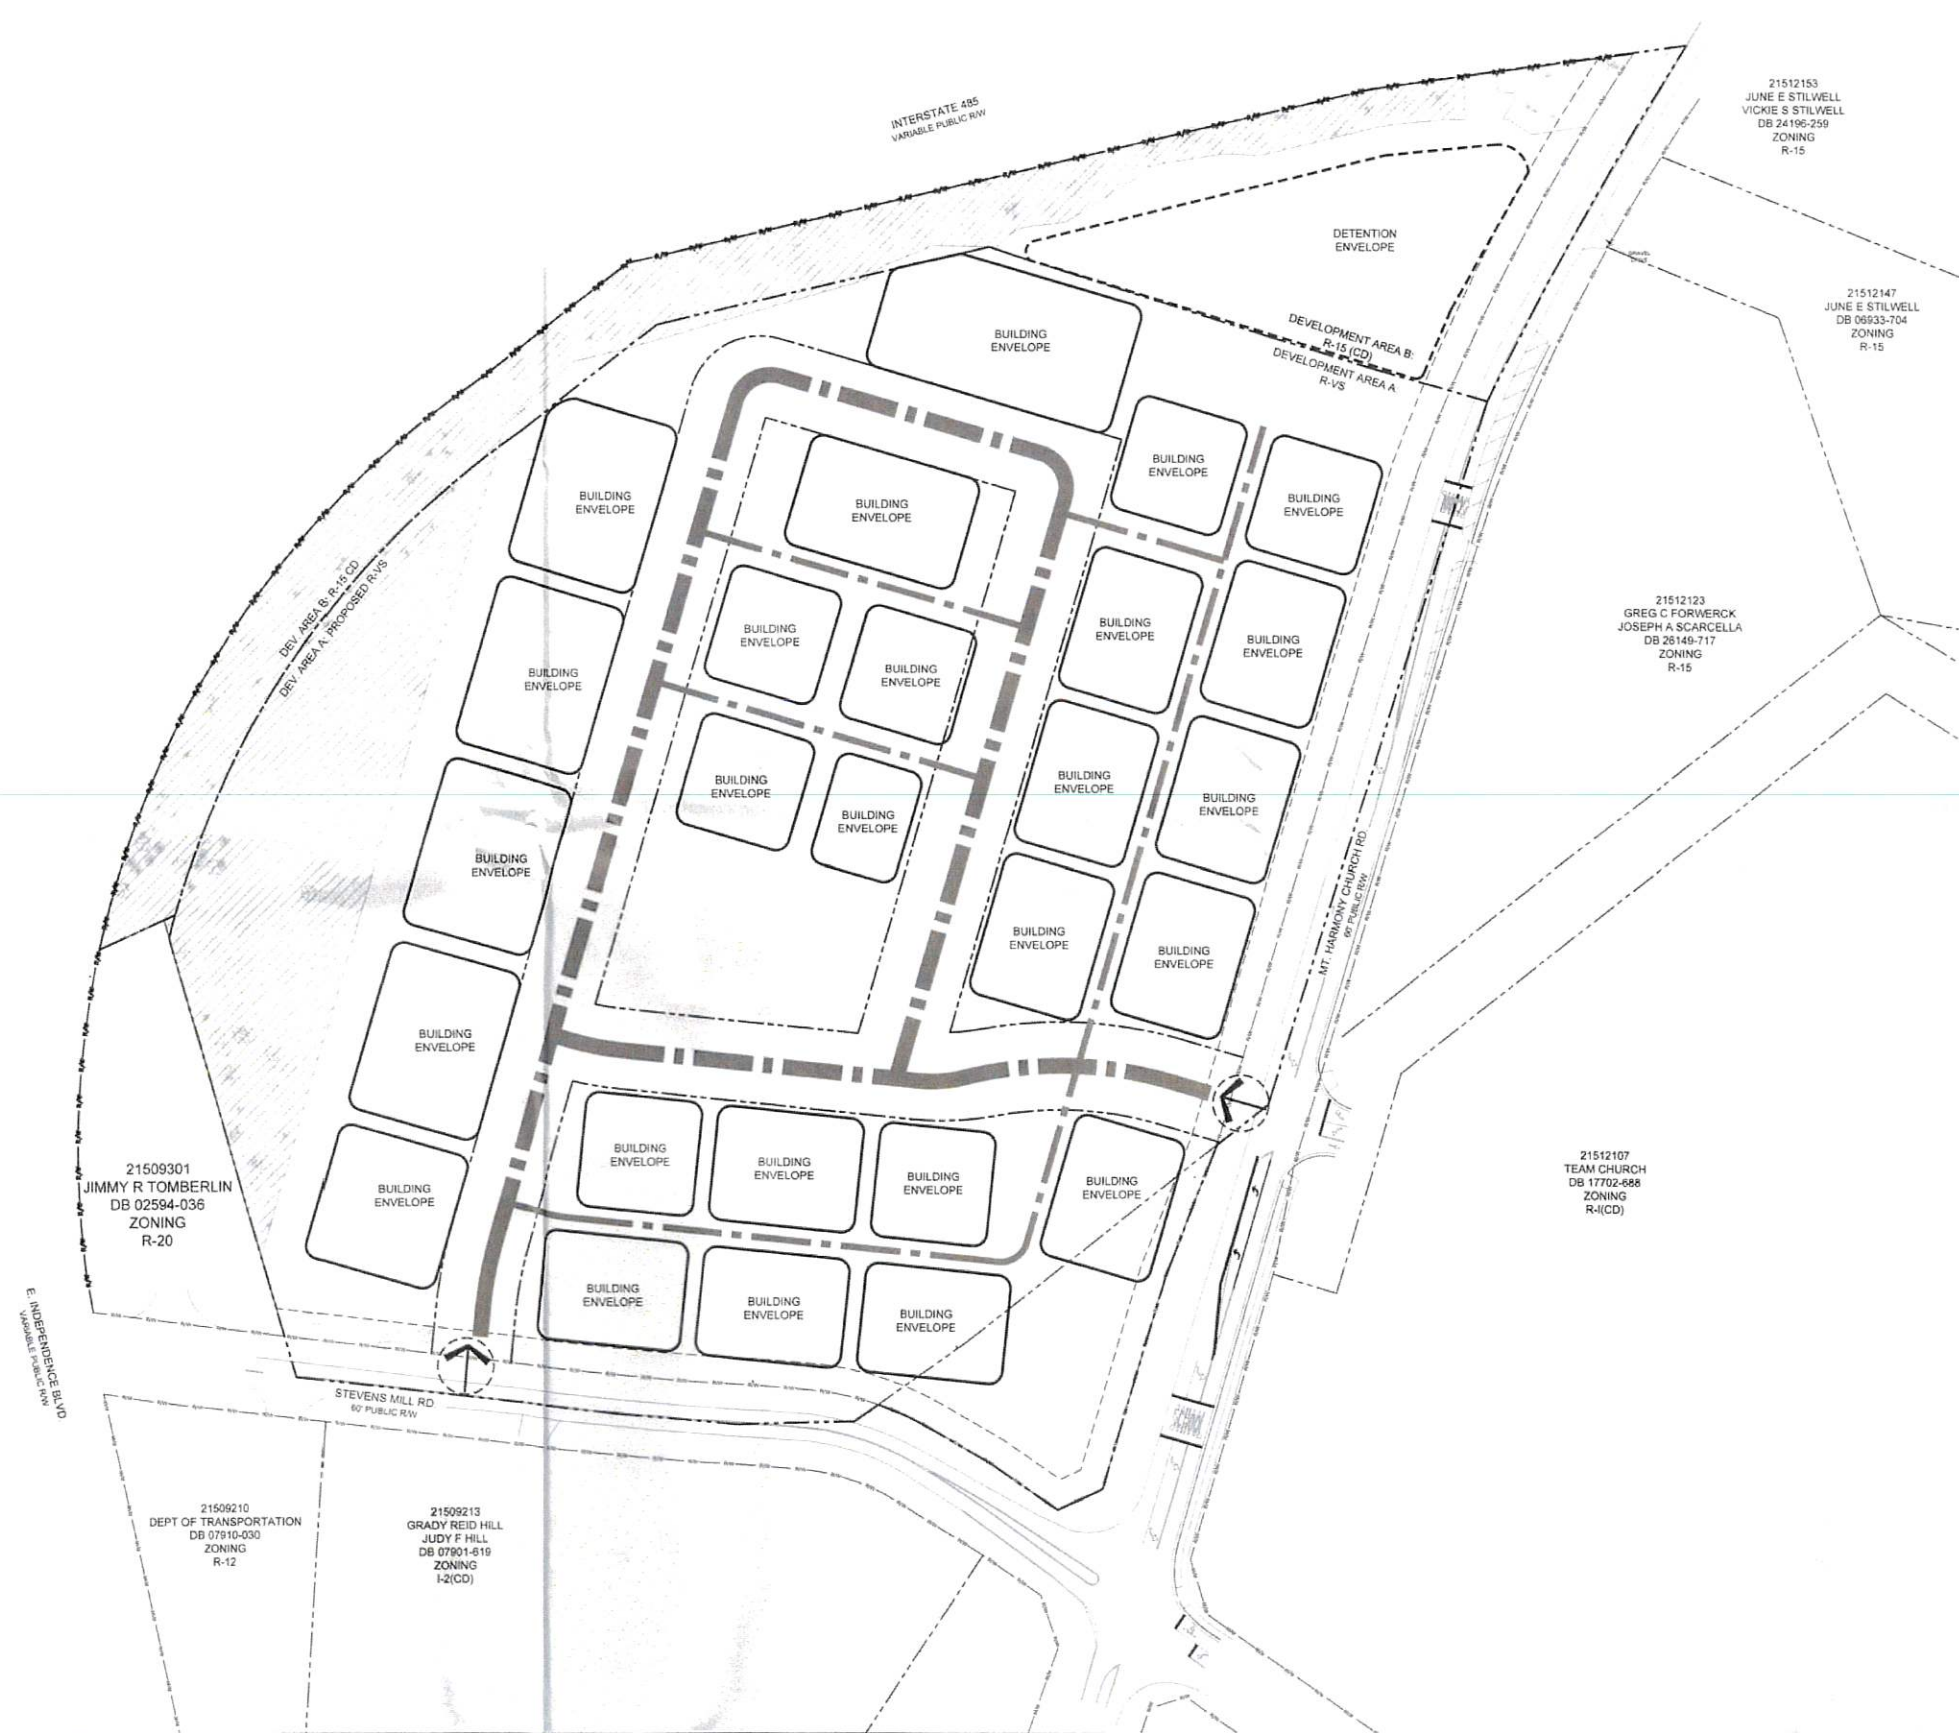 INTERSTATE 485
VARIABLE PUBLIC R/W
21512153
JUNE E STILWELL
VICKIE S STILWELL
DB 24196-259
ZONING
R-15
DETENTION
ENVELOPE
21512147
JUNE E STILWELL
DB 06933-704
ZONING
R-15
DEVELOPMENT AREA B:
R-15 (CD)
DEVELOPMENT AREA A
R-VS
BUILDING
ENVELOPE
BUILDING
ENVELOPE
BUILDING
ENVELOPE
BUILDING
ENVELOPE
BUILDING
ENVELOPE
DEV. AREA B: R-15 CD
DEV. AREA A: PROPOSED R-VS
BUILDING
ENVELOPE
BUILDING
ENVELOPE
BUILDING
ENVELOPE
BUILDING
ENVELOPE
BUILDING
ENVELOPE
BUILDING
ENVELOPE
21512123
GREG C FORWERCK
JOSEPH A SCARCELLA
DB 26149-717
ZONING
R-15
BUILDING
ENVELOPE
BUILDING
ENVELOPE
BUILDING
ENVELOPE
BUILDING
ENVELOPE
BUILDING
ENVELOPE
BUILDING
ENVELOPE
BUILDING
ENVELOPE
MT. HARMONY CHURCH RD
60' PUBLIC R/W
BUILDING
ENVELOPE
21509301
JIMMY R TOMBERLIN
DB 02594-036
ZONING
R-20
BUILDING
ENVELOPE
BUILDING
ENVELOPE
BUILDING
ENVELOPE
BUILDING
ENVELOPE
BUILDING
ENVELOPE
21512107
TEAM CHURCH
DB 17702-688
ZONING
R-I(CD)
BUILDING
ENVELOPE
BUILDING
ENVELOPE
BUILDING
ENVELOPE
E. INDEPENDENCE BLVD
VARIABLE PUBLIC R/W
STEVENS MILL RD
60' PUBLIC R/W
SCHOOL
21509210
DEPT OF TRANSPORTATION
DB 07910-030
ZONING
R-12
21509213
GRADY REID HILL
JUDY F HILL
DB 07901-619
ZONING
I-2(CD)